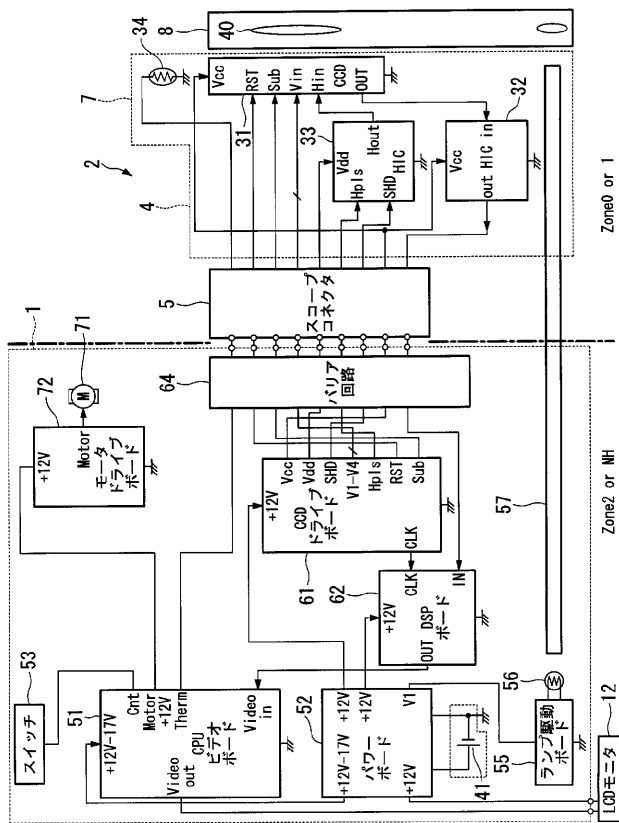 1
2
4
7
8
40
34
Vcc
RST
Sub
Vin
Hin
CCD
OUT
31
33
Vdd
Hpls
Hout
SHD
HIC
32
Vcc
out HIC in
Zone0 or 1
5
スコープ
コネクタ
64
バリア
回路
71
M
72
+12V
Motor
モータ
ドライブ
ボード
+12V
CCD
ドライブ
ボード
Vcc
Vdd
SHD
V1-V4
Hpls
RST
Sub
CLK
61
62
CLK
+12V
IN
OUT DSP
ボード
57
Zone2 or NH
53
スイッチ
51
+12V-17V
Cnt
Motor
+12V
Therm
Video
out
CPU
ビデオ
ボード
Video
in
52
+12V-17V
+12V
+12V
パワー
ボード
V1
+12V
41
56
55
ランプ駆動
ボード
12
LCDモニタ